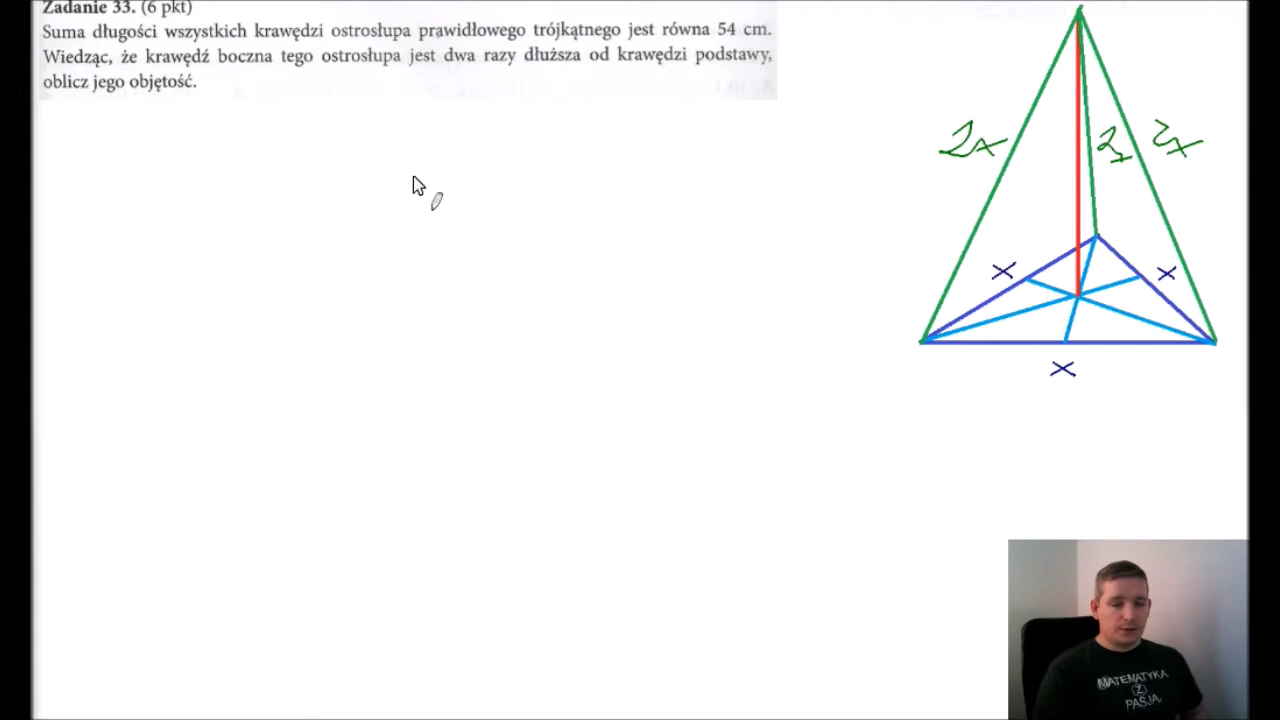 Zadanie 33. (6 pkt)
Suma długości wszystkich krawędzi ostrosłupa prawidłowego trójkątnego jest równa 54 cm.
Wiedząc, że krawędź boczna tego ostrosłupa jest dwa razy dłuższa od krawędzi podstawy,
oblicz jego objętość.
2x 2x 2x
x x
x
MATEMATYKA
Z
PASJĄ